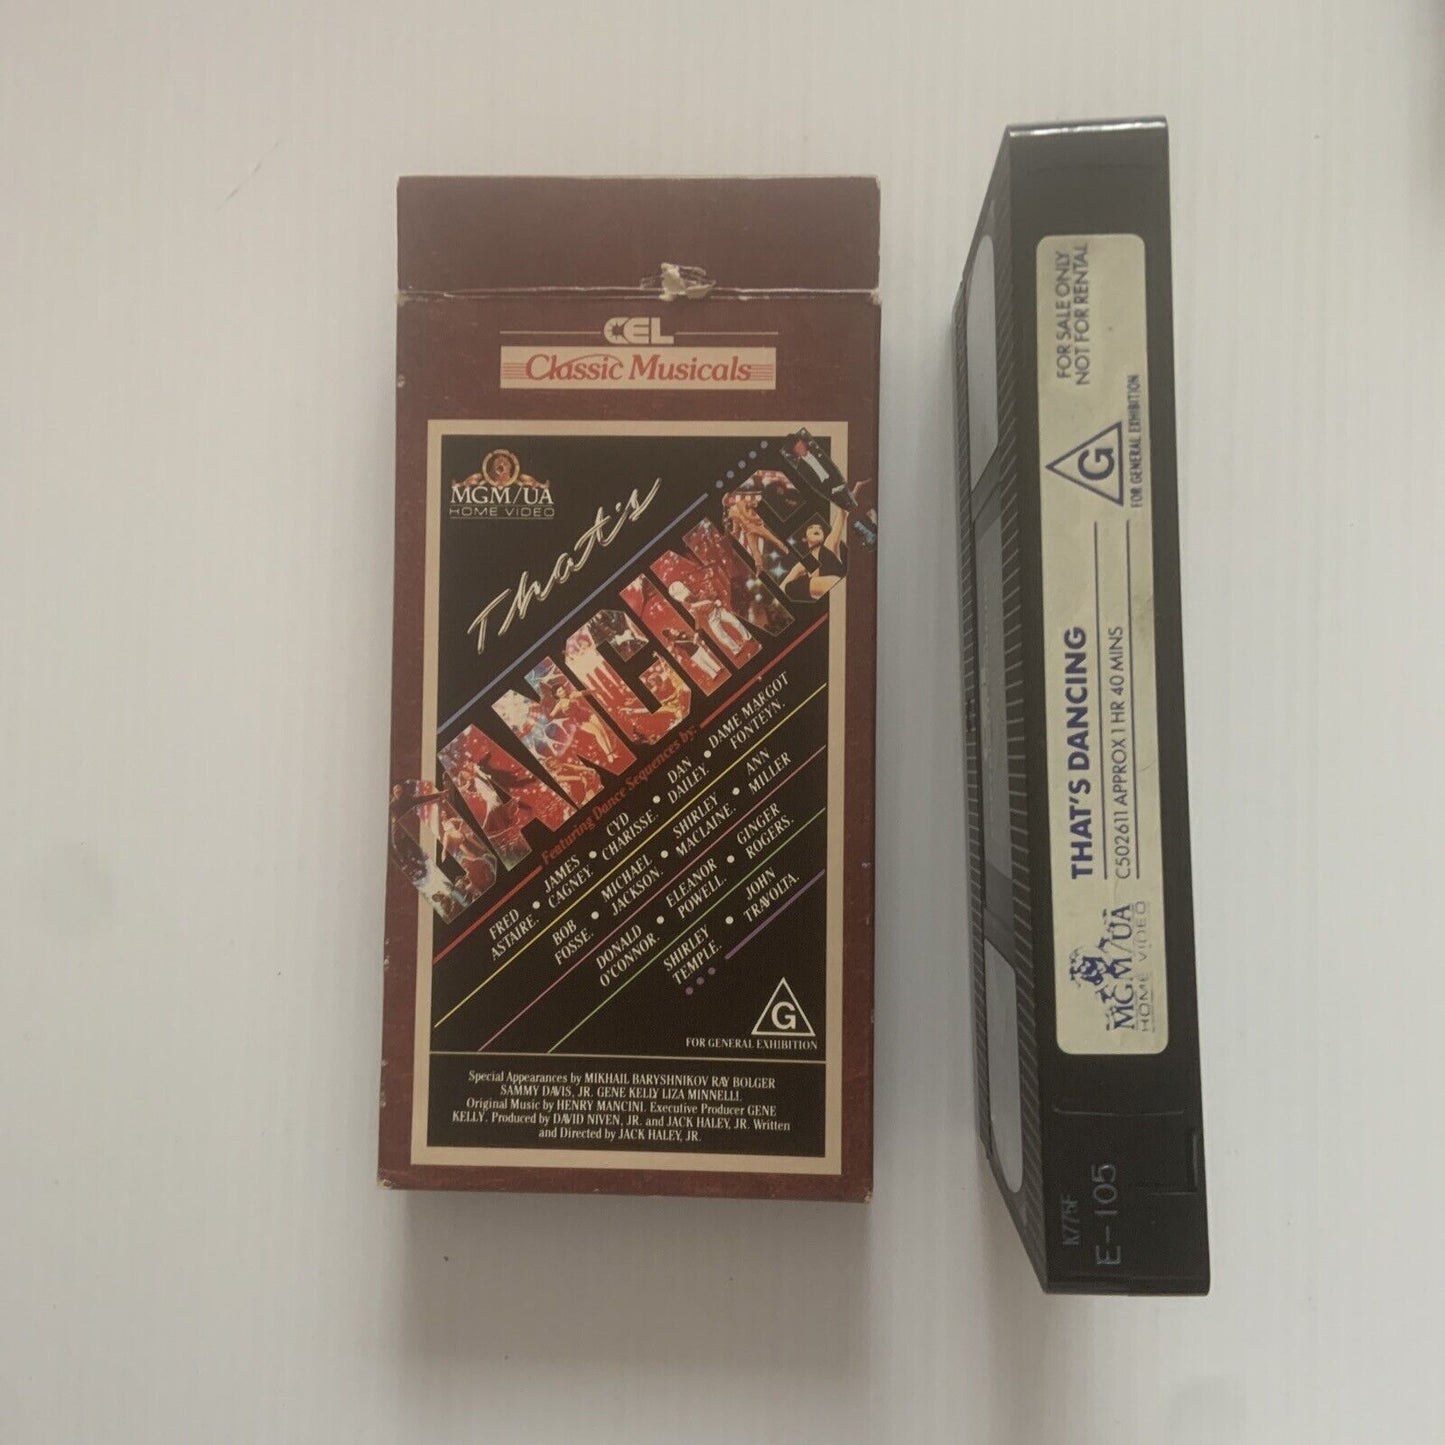 CEL
Classic Musicals
MGM/UA
HOME VIDEO
That's
DANCING!
Featuring Dance Sequences by:
FRED ASTAIRE. • JAMES CAGNEY. • CYD CHARISSE. • DAN DAILEY. • DAME MARGOT FONTEYN.
BOB FOSSE. • MICHAEL JACKSON. • SHIRLEY MACLAINE. • ANN MILLER
DONALD O'CONNOR. • ELEANOR POWELL. • GINGER ROGERS.
SHIRLEY TEMPLE. • JOHN TRAVOLTA.
G
FOR GENERAL EXHIBITION
Special Appearances by MIKHAIL BARYSHNIKOV RAY BOLGER
SAMMY DAVIS, JR. GENE KELLY LIZA MINNELLI.
Original Music by HENRY MANCINI. Executive Producer GENE
KELLY. Produced by DAVID NIVEN, JR. and JACK HALEY, JR. Written
and Directed by JACK HALEY, JR.
MGM/UA
HOME VIDEO
THAT'S DANCING
C502611 APPROX 1 HR 40 MINS
G
FOR GENERAL EXHIBITION
FOR SALE ONLY
NOT FOR RENTAL
K775F
E-105